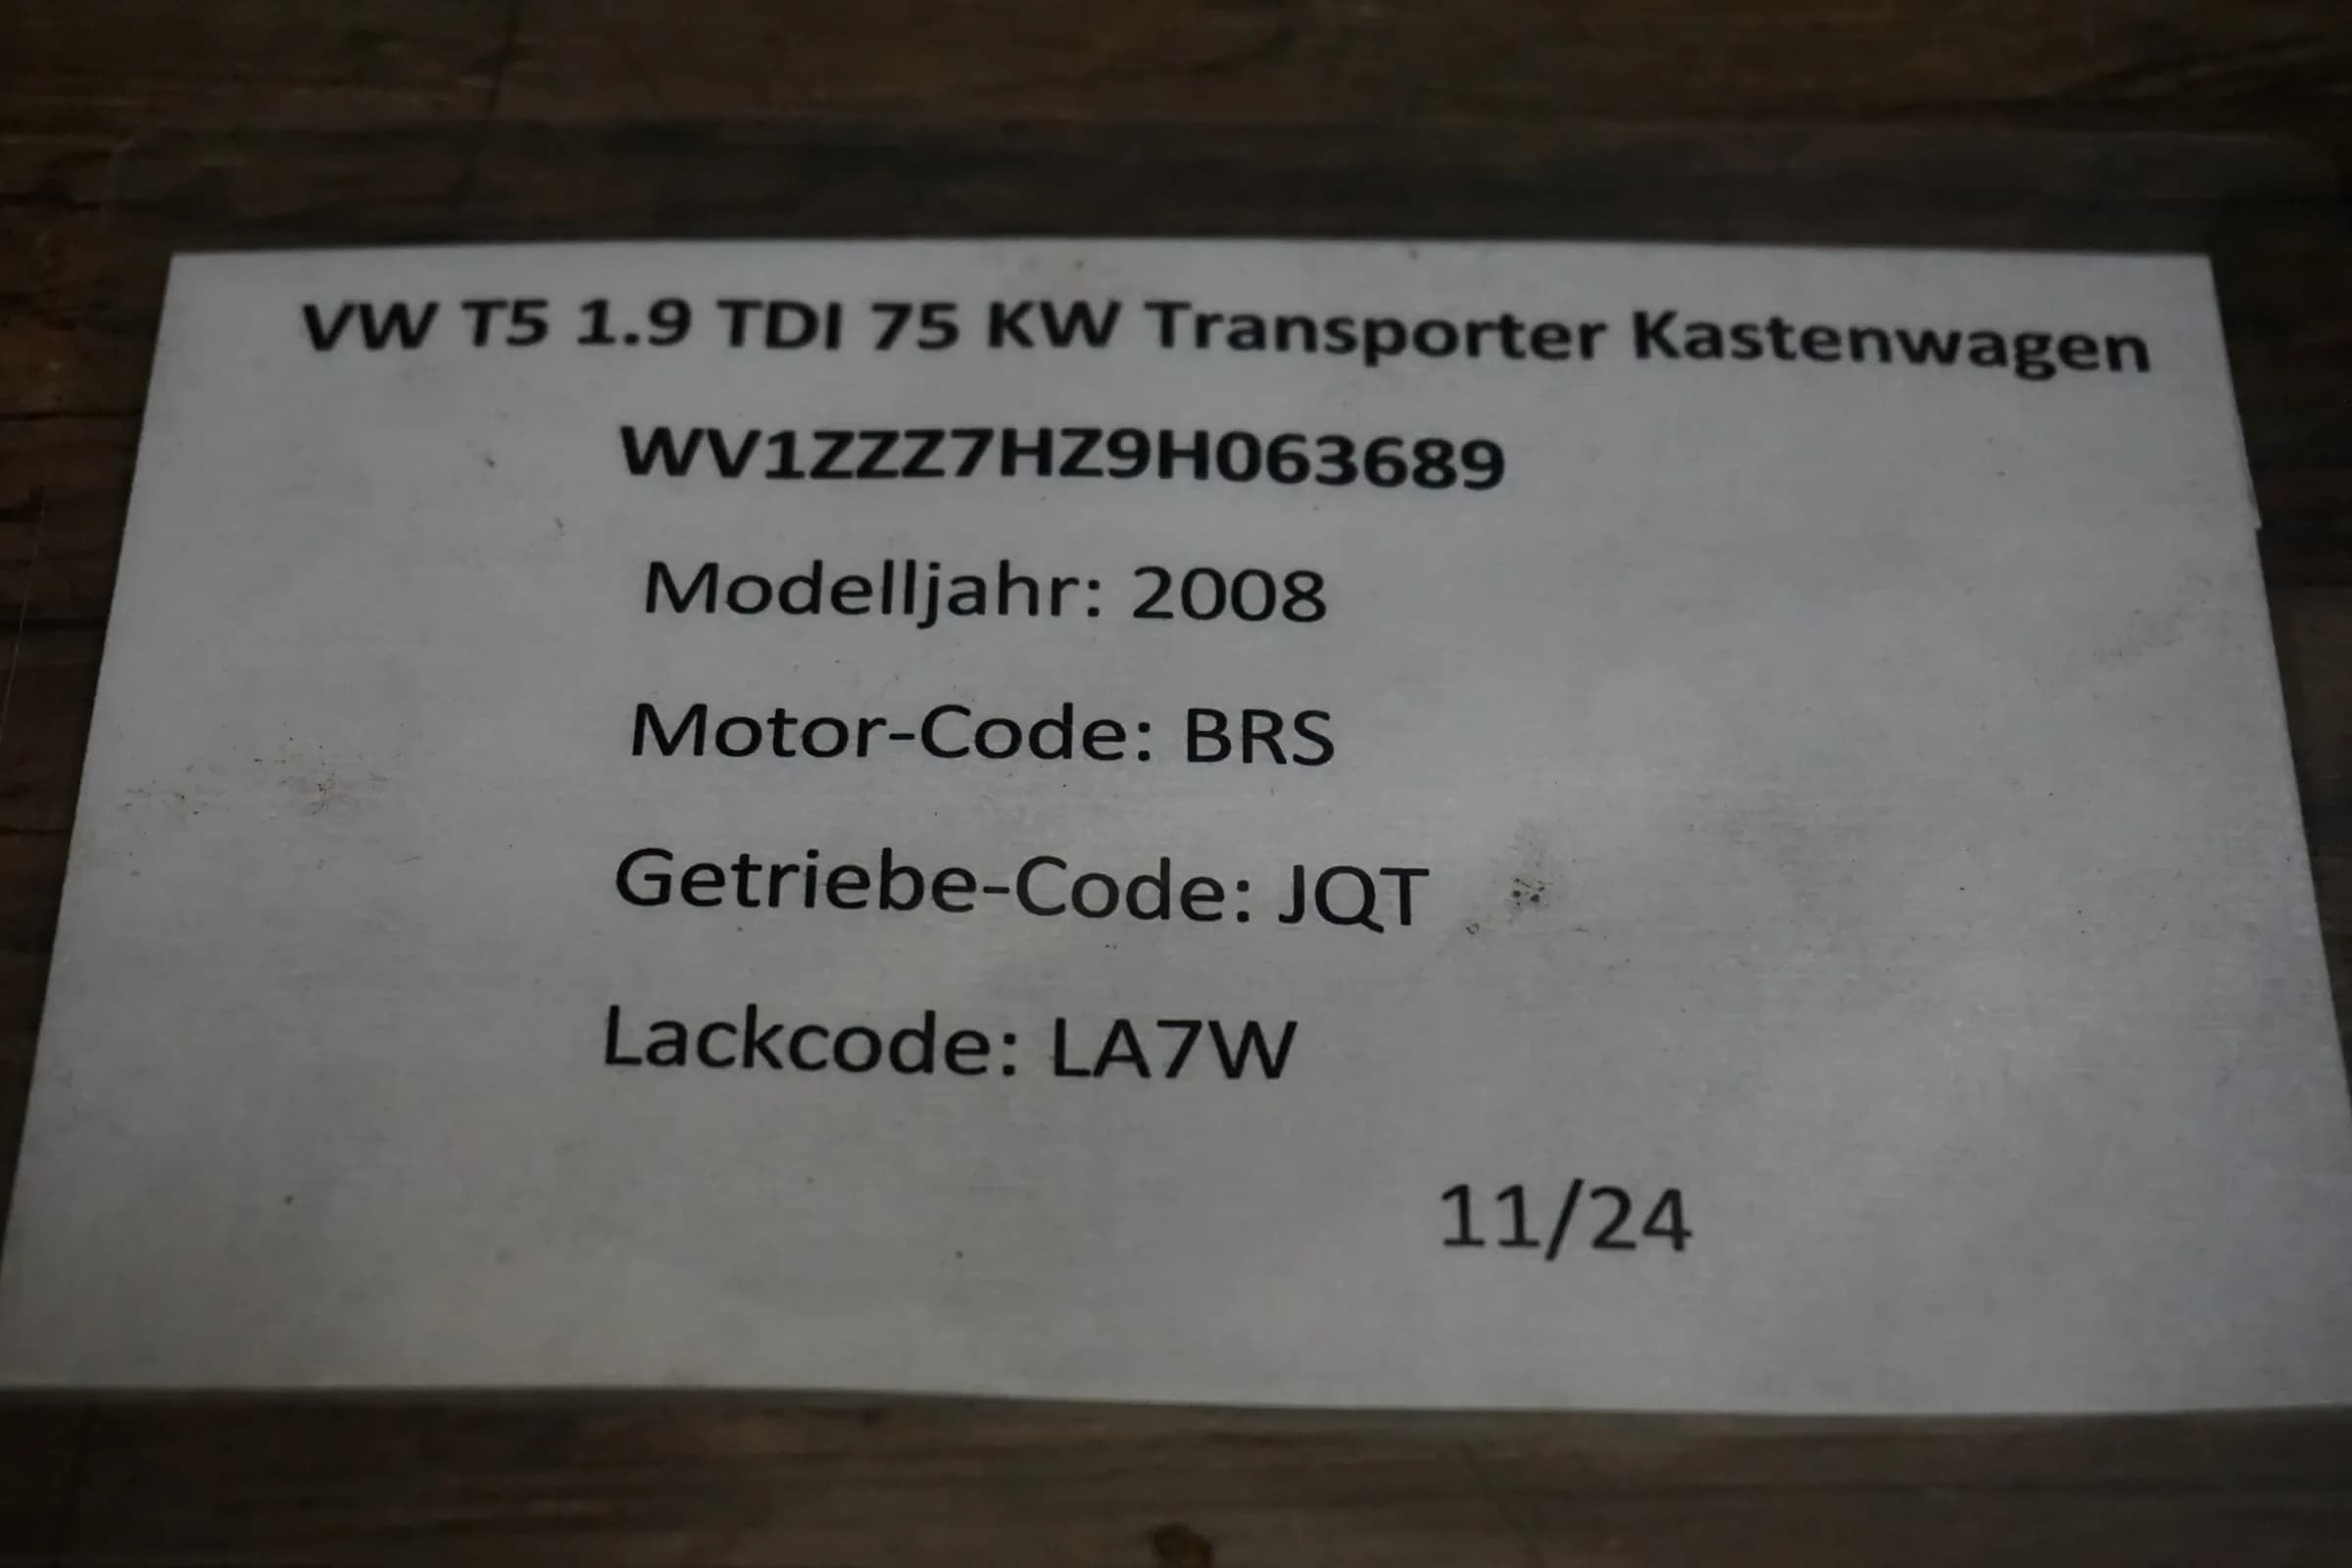 VW T5 1.9 TDI 75 KW Transporter Kastenwagen
WV1ZZZ7HZ9H063689
Modelljahr: 2008
Motor-Code: BRS
Getriebe-Code: JQT
Lackcode: LA7W
11/24